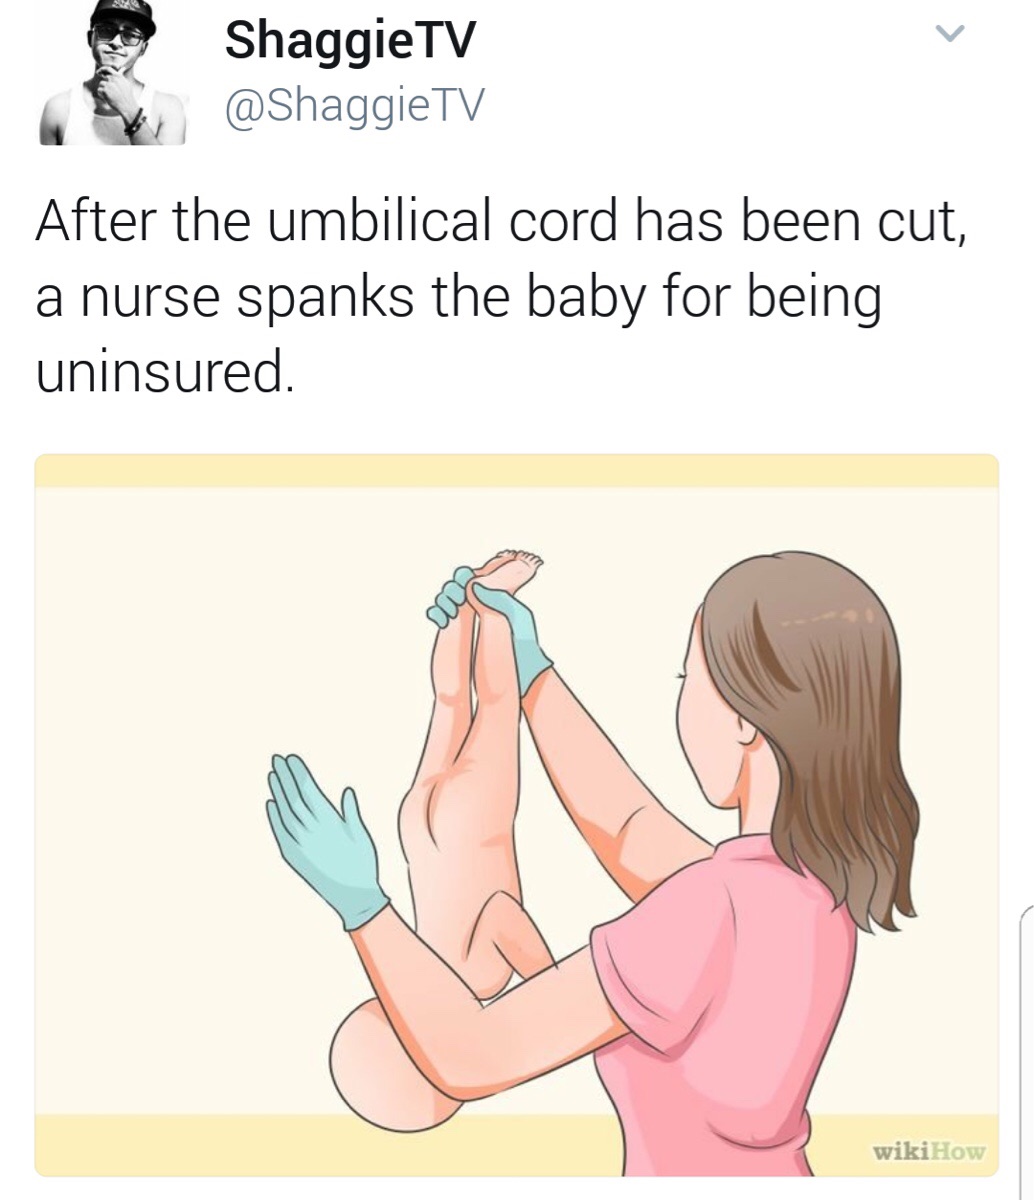 ShaggieTV
@ShaggieTV
After the umbilical cord has been cut,
a nurse spanks the baby for being
uninsured.
wikiHow